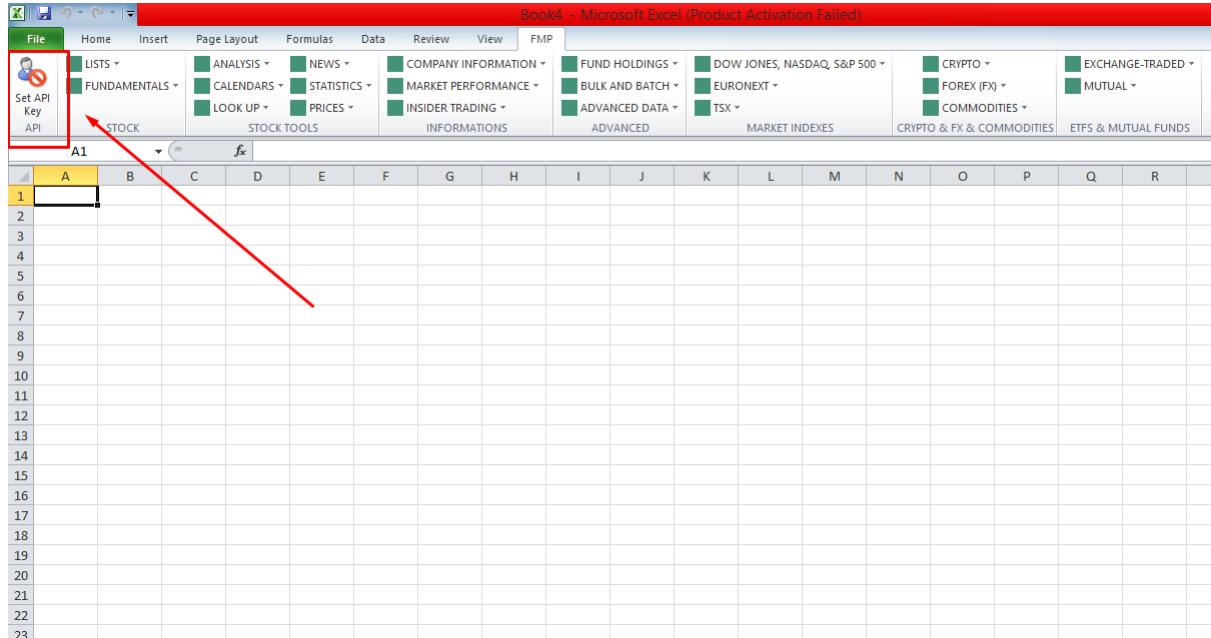 Book4 - Microsoft Excel (Product Activation Failed)
File Home Insert Page Layout Formulas Data Review View FMP
LISTS ANALYSIS NEWS COMPANY INFORMATION FUND HOLDINGS DOW JONES, NASDAQ, S&P 500 CRYPTO EXCHANGE-TRADED
FUNDAMENTALS CALENDARS STATISTICS MARKET PERFORMANCE BULK AND BATCH EURONEXT FOREX (FX) MUTUAL
Set API
Key
LOOK UP PRICES INSIDER TRADING ADVANCED DATA TSX COMMODITIES
API STOCK STOCK TOOLS INFORMATIONS ADVANCED MARKET INDEXES CRYPTO & FX & COMMODITIES ETFS & MUTUAL FUNDS
A1 fx
A B C D E F G H I J K L M N O P Q R
1
2
3
4
5
6
7
8
9
10
11
12
13
14
15
16
17
18
19
20
21
22
23